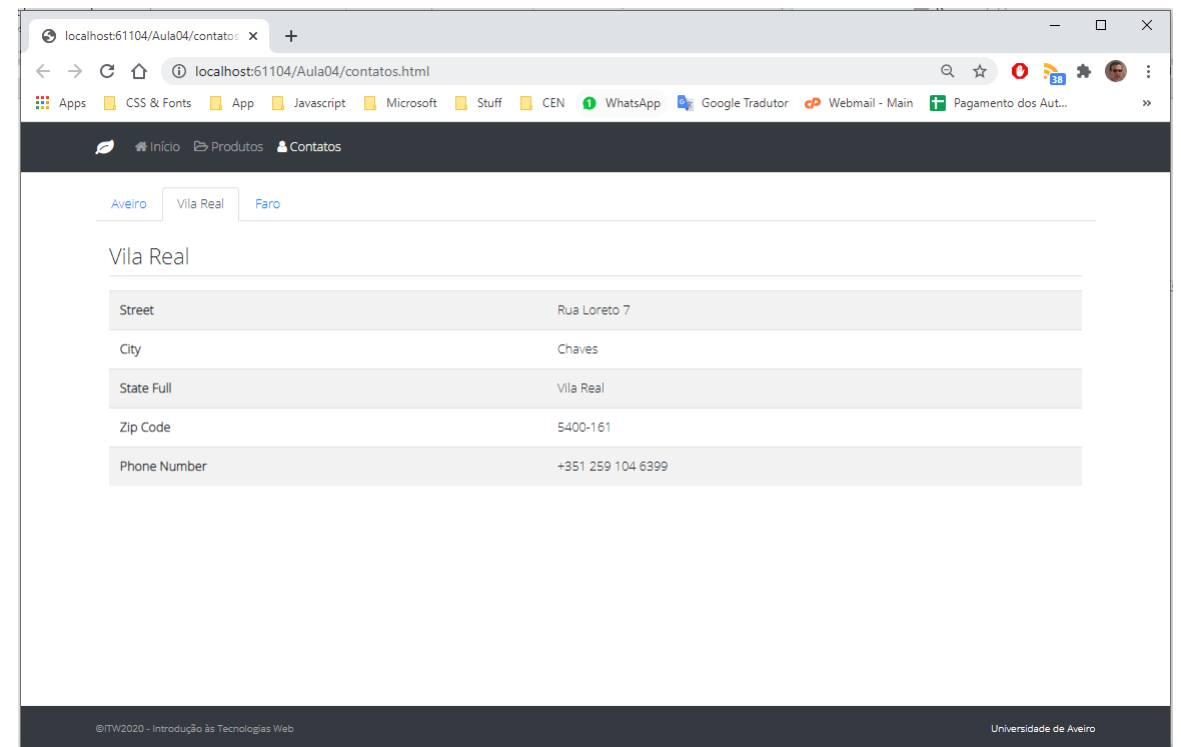 localhost:61104/Aula04/contatos
localhost:61104/Aula04/contatos.html
38
Apps CSS & Fonts App Javascript Microsoft Stuff CEN 1 WhatsApp Google Tradutor cP Webmail - Main Pagamento dos Aut... »
Início Produtos Contatos
Aveiro Vila Real Faro
Vila Real
Street Rua Loreto 7
City Chaves
State Full Vila Real
Zip Code 5400-161
Phone Number +351 259 104 6399
©ITW2020 - Introdução às Tecnologias Web Universidade de Aveiro